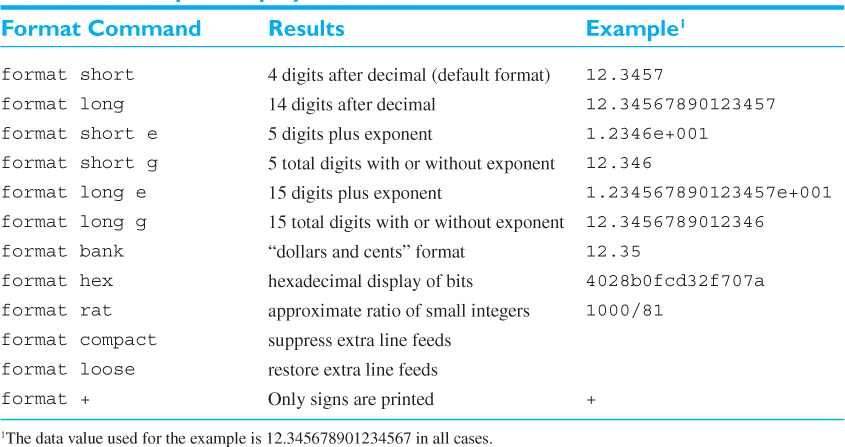 Format Command Results Example¹
format short 4 digits after decimal (default format) 12.3457
format long 14 digits after decimal 12.34567890123457
format short e 5 digits plus exponent 1.2346e+001
format short g 5 total digits with or without exponent 12.346
format long e 15 digits plus exponent 1.234567890123457e+001
format long g 15 total digits with or without exponent 12.3456789012346
format bank “dollars and cents” format 12.35
format hex hexadecimal display of bits 4028b0fcd32f707a
format rat approximate ratio of small integers 1000/81
format compact suppress extra line feeds
format loose restore extra line feeds
format + Only signs are printed +
¹The data value used for the example is 12.345678901234567 in all cases.